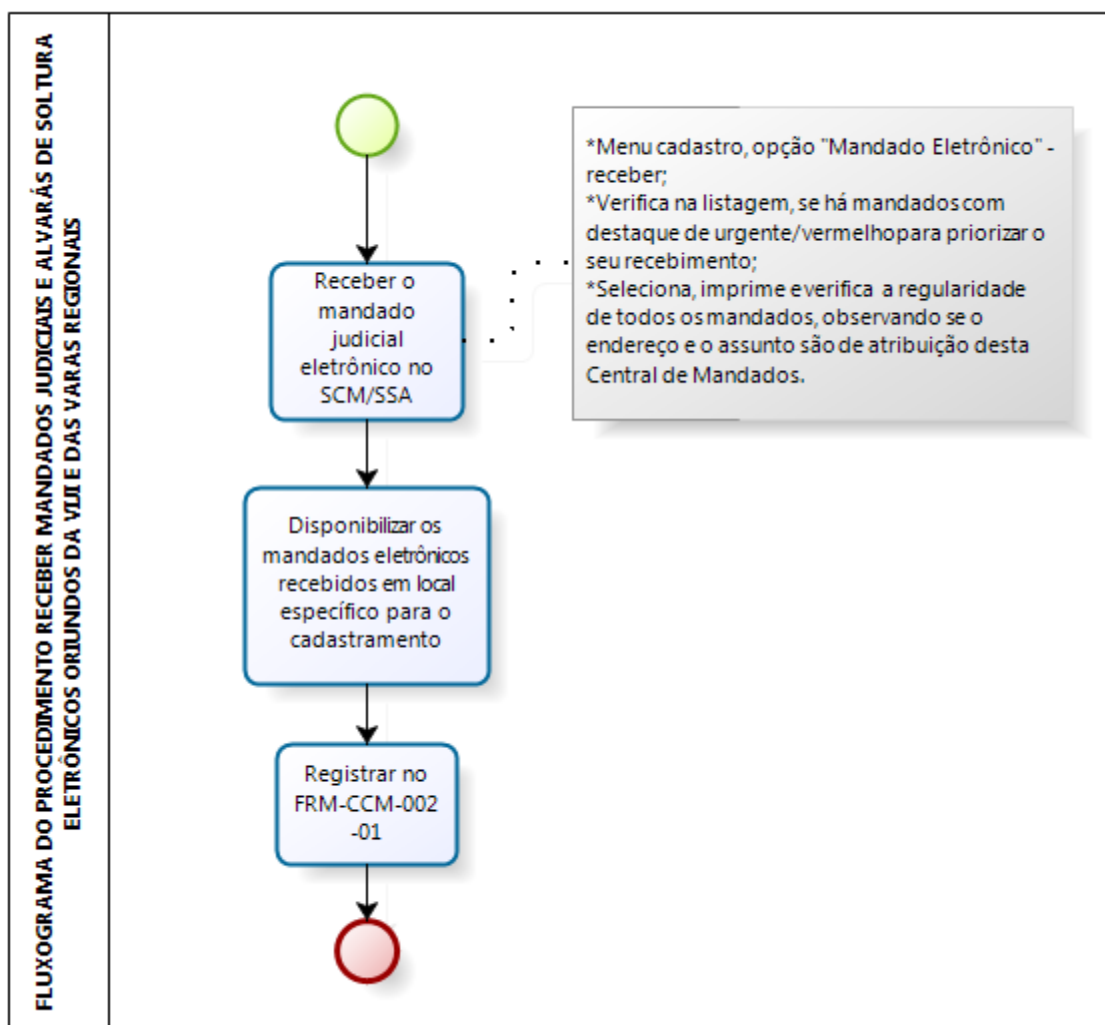 FLUXOGRAMA DO PROCEDIMENTO RECEBER MANDADOS JUDICIAIS E ALVARÁS DE SOLTURA
ELETRÔNICOS ORIUNDOS DA VIJI E DAS VARAS REGIONAIS
*Menu cadastro, opção "Mandado Eletrônico" -
receber;
*Verifica na listagem, se há mandados com
destaque de urgente/vermelhopara priorizar o
seu recebimento;
*Seleciona, imprime everifica a regularidade
de todos os mandados, observando se o
endereço e o assunto são de atribuição desta
Central de Mandados.
Receber o
mandado
judicial
eletrônico no
SCM/SSA
Disponibilizar os
mandados eletrônicos
recebidos em local
específico para o
cadastramento
Registrar no
FRM-CCM-002
-01